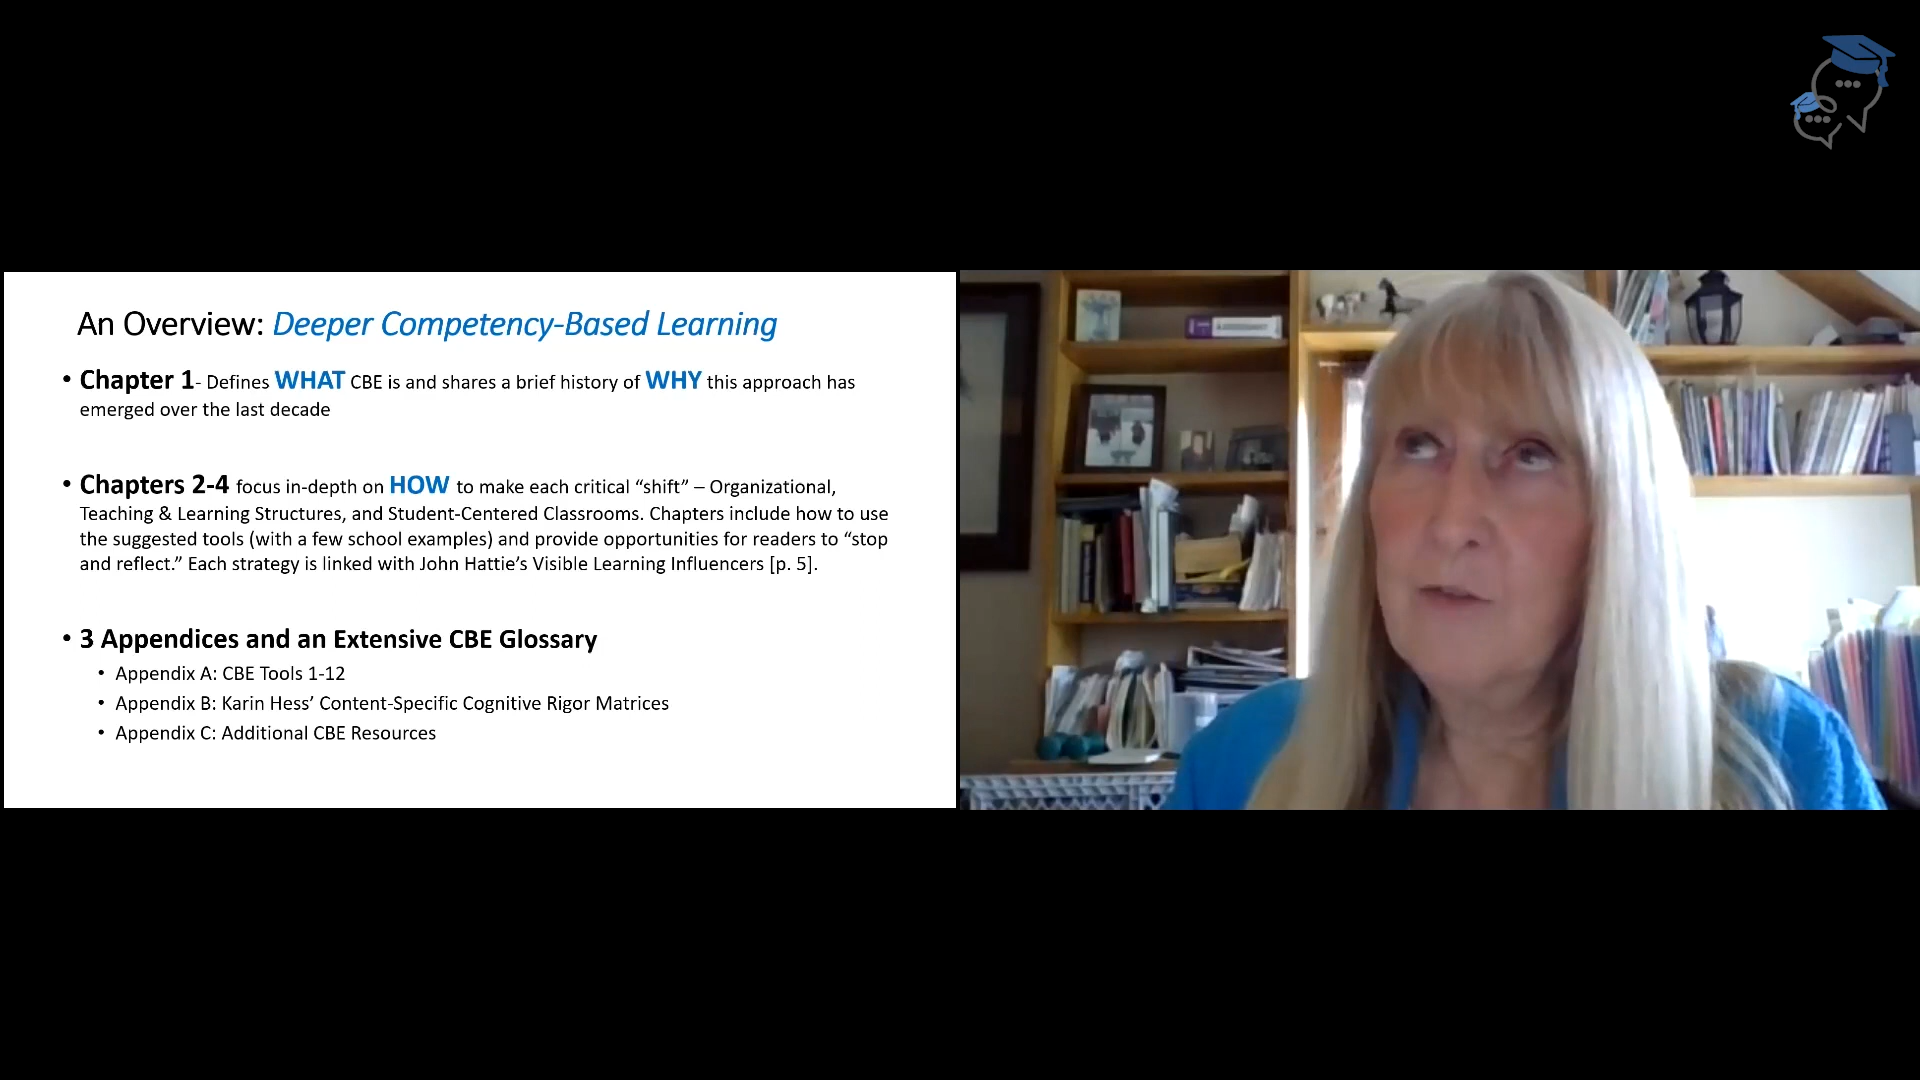 An Overview: Deeper Competency-Based Learning
• Chapter 1- Defines WHAT CBE is and shares a brief history of WHY this approach has
emerged over the last decade
• Chapters 2-4 focus in-depth on HOW to make each critical “shift” – Organizational,
Teaching & Learning Structures, and Student-Centered Classrooms. Chapters include how to use
the suggested tools (with a few school examples) and provide opportunities for readers to “stop
and reflect.” Each strategy is linked with John Hattie’s Visible Learning Influencers [p. 5].
• 3 Appendices and an Extensive CBE Glossary
• Appendix A: CBE Tools 1-12
• Appendix B: Karin Hess’ Content-Specific Cognitive Rigor Matrices
• Appendix C: Additional CBE Resources